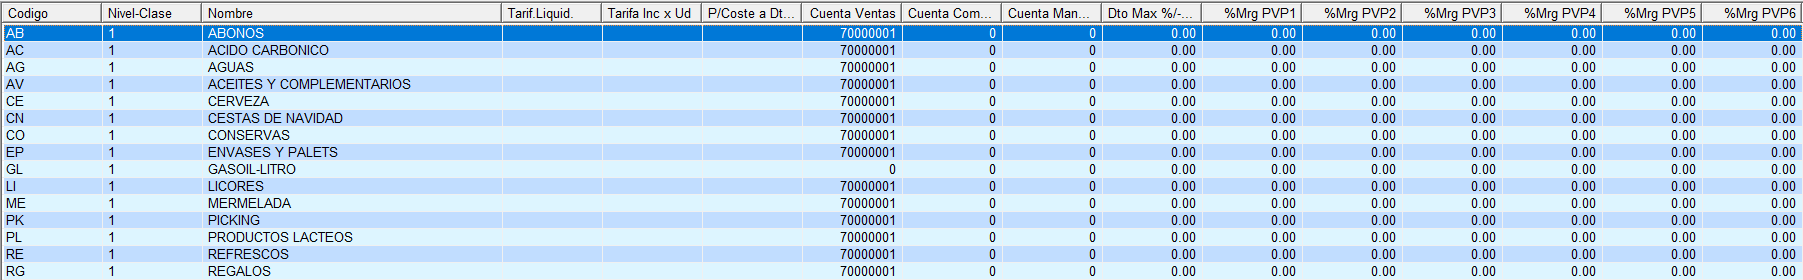 Codigo Nivel-Clase Nombre Tarif.Liquid. Tarifa Inc x Ud P/Coste a Dt... Cuenta Ventas Cuenta Com... Cuenta Man... Dto Max %/-... %Mrg PVP1 %Mrg PVP2 %Mrg PVP3 %Mrg PVP4 %Mrg PVP5 %Mrg PVP6
AB 1 ABONOS 70000001 0 0 0.00 0.00 0.00 0.00 0.00 0.00 0.00
AC 1 ACIDO CARBONICO 70000001 0 0 0.00 0.00 0.00 0.00 0.00 0.00 0.00
AG 1 AGUAS 70000001 0 0 0.00 0.00 0.00 0.00 0.00 0.00 0.00
AV 1 ACEITES Y COMPLEMENTARIOS 70000001 0 0 0.00 0.00 0.00 0.00 0.00 0.00 0.00
CE 1 CERVEZA 70000001 0 0 0.00 0.00 0.00 0.00 0.00 0.00 0.00
CN 1 CESTAS DE NAVIDAD 70000001 0 0 0.00 0.00 0.00 0.00 0.00 0.00 0.00
CO 1 CONSERVAS 70000001 0 0 0.00 0.00 0.00 0.00 0.00 0.00 0.00
EP 1 ENVASES Y PALETS 70000001 0 0 0.00 0.00 0.00 0.00 0.00 0.00 0.00
GL 1 GASOIL-LITRO 0 0 0 0.00 0.00 0.00 0.00 0.00 0.00 0.00
LI 1 LICORES 70000001 0 0 0.00 0.00 0.00 0.00 0.00 0.00 0.00
ME 1 MERMELADA 70000001 0 0 0.00 0.00 0.00 0.00 0.00 0.00 0.00
PK 1 PICKING 70000001 0 0 0.00 0.00 0.00 0.00 0.00 0.00 0.00
PL 1 PRODUCTOS LACTEOS 70000001 0 0 0.00 0.00 0.00 0.00 0.00 0.00 0.00
RE 1 REFRESCOS 70000001 0 0 0.00 0.00 0.00 0.00 0.00 0.00 0.00
RG 1 REGALOS 70000001 0 0 0.00 0.00 0.00 0.00 0.00 0.00 0.00